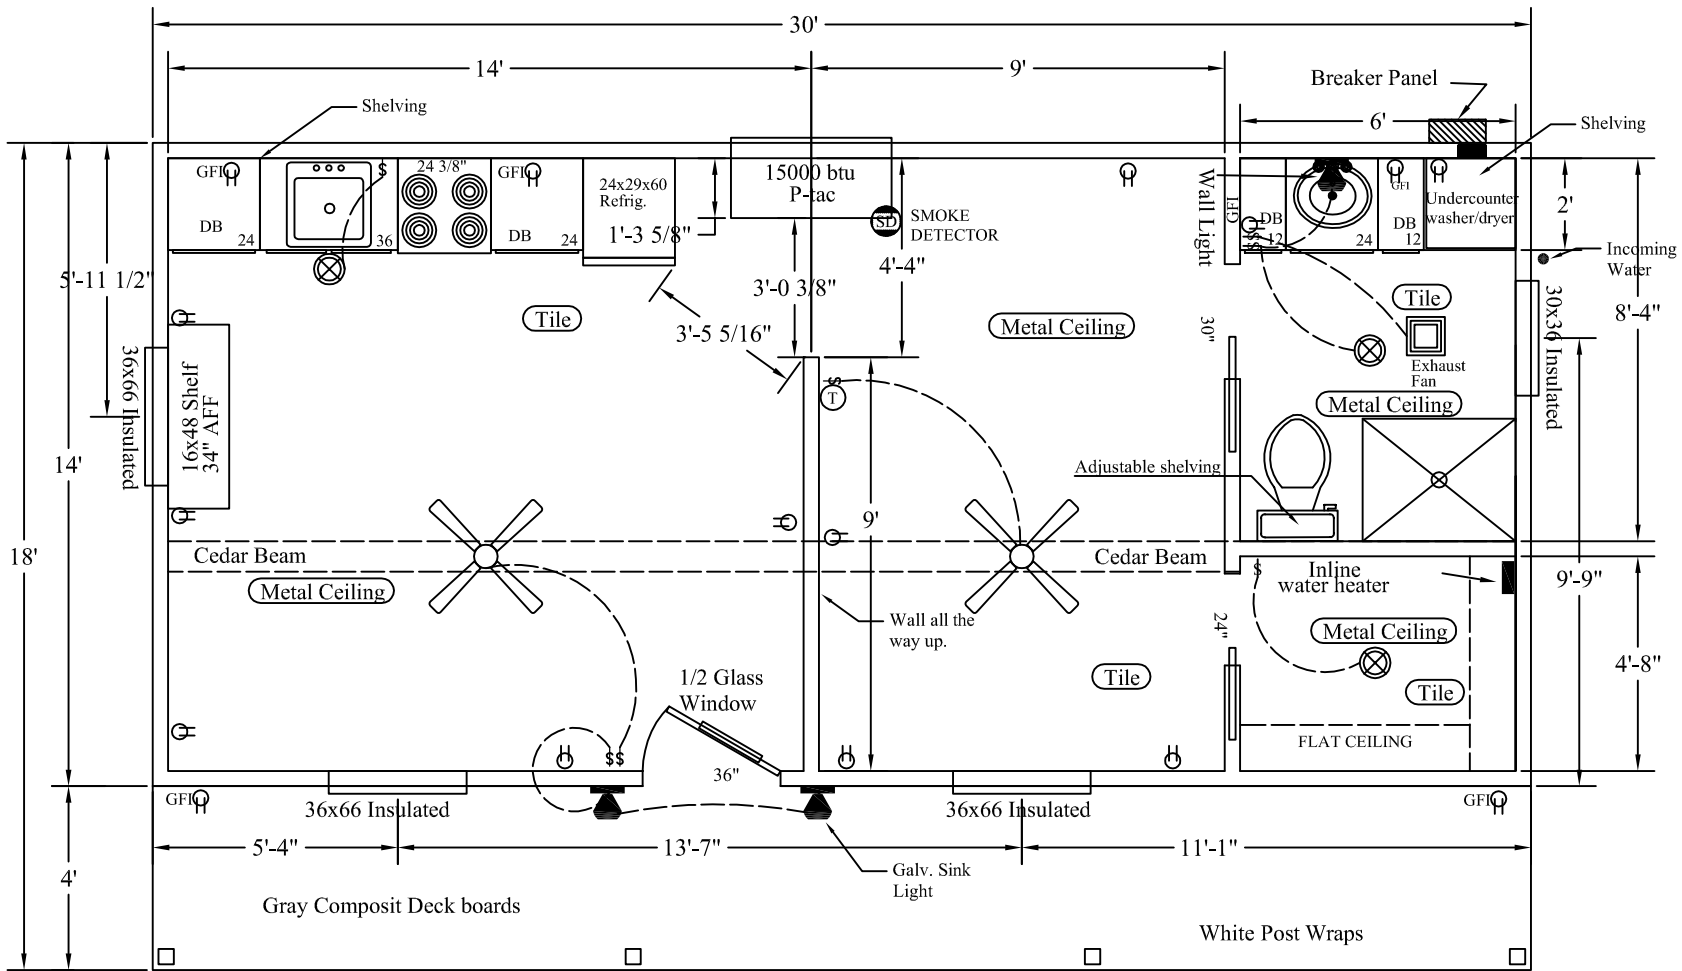 30'
14'
9'
Breaker Panel
6'
Shelving
Shelving
GFI
24 3/8"
GFI
$
DB
24
36
DB
24
24x29x60
Refrig.
1'-3 5/8"
15000 btu
P-tac
SD
SMOKE
DETECTOR
4'-4"
3'-0 3/8"
3'-5 5/16"
Wall Light
GFI
DB
12
24
GFI
DB
12
Undercounter
washer/dryer
$$
2'
Incoming
Water
8'-4"
5'-11 1/2"
Tile
Metal Ceiling
30"
Tile
Exhaust
Fan
Metal Ceiling
30x36 Insulated
36x66 Insulated
16x48 Shelf
34" AFF
$
T
14'
Adjustable shelving
9'
18'
Cedar Beam
Cedar Beam
Metal Ceiling
$
Inline
water heater
9'-9"
Wall all the
way up.
24"
Metal Ceiling
4'-8"
1/2 Glass
Window
Tile
Tile
FLAT CEILING
$$
36"
GFI
36x66 Insulated
36x66 Insulated
GFI
5'-4"
13'-7"
11'-1"
4'
Galv. Sink
Light
Gray Composit Deck boards
White Post Wraps